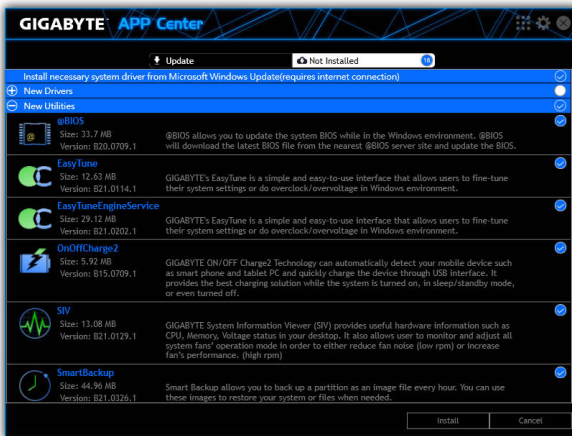 GIGABYTE APP Center
Update
Not Installed
18
Install necessary system driver from Microsoft Windows Update(requires internet connection)
New Drivers
New Utilities
@BIOS
Size: 33.7 MB
Version: B20.0709.1
@BIOS allows you to update the system BIOS while in the Windows environment. @BIOS
will download the latest BIOS file from the nearest @BIOS server site and update the BIOS.
EasyTune
Size: 12.63 MB
Version: B21.0114.1
GIGABYTE's EasyTune is a simple and easy-to-use interface that allows users to fine-tune
their system settings or do overclock/overvoltage in Windows environment.
EasyTuneEngineService
Size: 29.12 MB
Version: B21.0202.1
GIGABYTE's EasyTune is a simple and easy-to-use interface that allows users to fine-tune
their system settings or do overclock/overvoltage in Windows environment.
OnOffCharge2
Size: 5.92 MB
Version: B15.0709.1
GIGABYTE ON/OFF Charge2 Technology can automatically detect your mobile device such
as smart phone and tablet PC and quickly charge the device through USB interface. It
provides the best charging solution while the system is turned on, in sleep/standby mode,
or even turned off.
SIV
Size: 13.08 MB
Version: B21.0129.1
GIGABYTE System Information Viewer (SIV) provides useful hardware information such as
CPU, Memory, Voltage status in your desktop. It also allows user to monitor and adjust all
system fans' operation mode in order to either reduce fan noise (low rpm) or increase
fan's performance. (high rpm)
SmartBackup
Size: 44.96 MB
Version: B21.0326.1
Smart Backup allows you to back up a partition as an image file every hour. You can use
these images to restore your system or files when needed.
Install
Cancel